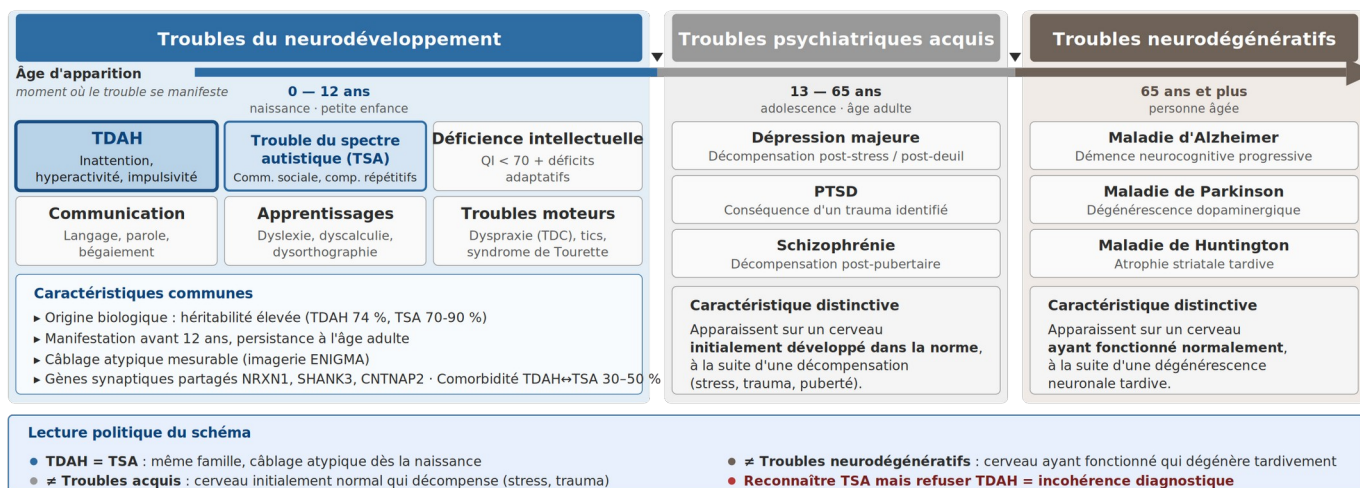 Troubles du neurodéveloppement
Troubles psychiatriques acquis
Troubles neurodégénératifs
Âge d'apparition
moment où le trouble se manifeste
0 — 12 ans
naissance · petite enfance
13 — 65 ans
adolescence · âge adulte
65 ans et plus
personne âgée
TDAH
Inattention,
hyperactivité, impulsivité
Trouble du spectre
autistique (TSA)
Comm. sociale, comp. répétitifs
Déficience intellectuelle
QI < 70 + déficits
adaptatifs
Communication
Langage, parole,
bégaiement
Apprentissages
Dyslexie, dyscalculie,
dysorthographie
Troubles moteurs
Dyspraxie (TDC), tics,
syndrome de Tourette
Caractéristiques communes
▸ Origine biologique : héritabilité élevée (TDAH 74 %, TSA 70-90 %)
▸ Manifestation avant 12 ans, persistance à l'âge adulte
▸ Câblage atypique mesurable (imagerie ENIGMA)
▸ Gènes synaptiques partagés NRXN1, SHANK3, CNTNAP2 · Comorbidité TDAH↔TSA 30–50 %
Dépression majeure
Décompensation post-stress / post-deuil
PTSD
Conséquence d'un trauma identifié
Schizophrénie
Décompensation post-pubertaire
Caractéristique distinctive
Apparaissent sur un cerveau
initialement développé dans la norme,
à la suite d'une décompensation
(stress, trauma, puberté).
Maladie d'Alzheimer
Démence neurocognitive progressive
Maladie de Parkinson
Dégénérescence dopaminergique
Maladie de Huntington
Atrophie striatale tardive
Caractéristique distinctive
Apparaissent sur un cerveau
ayant fonctionné normalement,
à la suite d'une dégénérescence
neuronale tardive.
Lecture politique du schéma
● TDAH = TSA : même famille, câblage atypique dès la naissance
● ≠ Troubles acquis : cerveau initialement normal qui décompense (stress, trauma)
● ≠ Troubles neurodégénératifs : cerveau ayant fonctionné qui dégénère tardivement
● Reconnaître TSA mais refuser TDAH = incohérence diagnostique